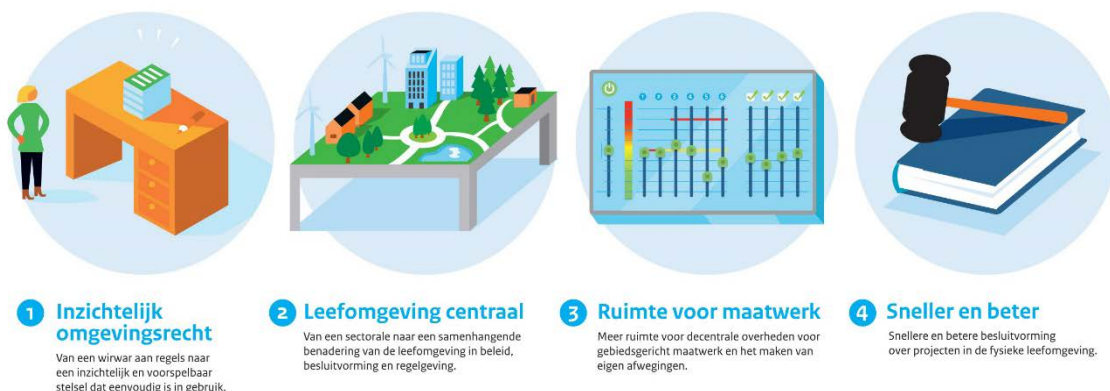 1 Inzichtelijk
omgevingsrecht
Van een wirwar aan regels naar
een inzichtelijk en voorspelbaar
stelsel dat eenvoudig is in gebruik.
2 Leefomgeving centraal
Van een sectorale naar een samenhangende
benadering van de leefomgeving in beleid,
besluitvorming en regelgeving.
3 Ruimte voor maatwerk
Meer ruimte voor decentrale overheden voor
gebiedsgericht maatwerk en het maken van
eigen afwegingen.
4 Sneller en beter
Snellere en betere besluitvorming
over projecten in de fysieke leefomgeving.